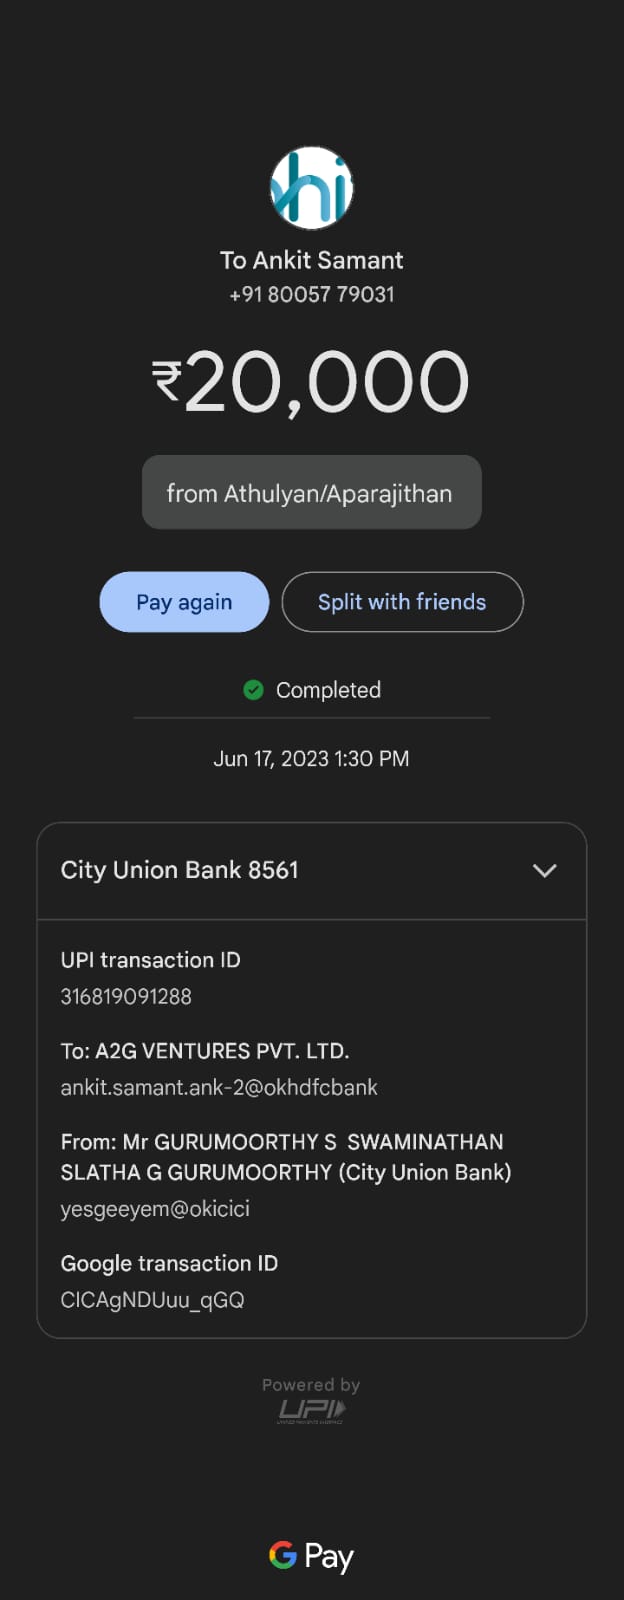 hi
To Ankit Samant
+91 80057 79031
₹20,000
from Athulyan/Aparajithan
Pay again
Split with friends
Completed
Jun 17, 2023 1:30 PM
City Union Bank 8561
UPI transaction ID
316819091288
To: A2G VENTURES PVT. LTD.
ankit.samant.ank-2@okhdfcbank
From: Mr GURUMOORTHY S  SWAMINATHAN
SLATHA G GURUMOORTHY (City Union Bank)
yesgeeyem@okicici
Google transaction ID
CICAgNDUuu_qGQ
Powered by
UPI
G Pay